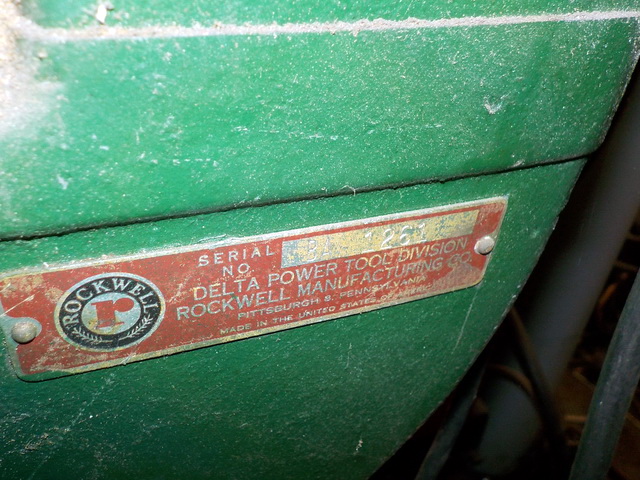 ROCKWELL
r
SERIAL
NO.
DELTA POWER TOOL DIVISION
ROCKWELL MANUFACTURING CO.
PITTSBURGH 8, PENNSYLVANIA
MADE IN THE UNITED STATES OF